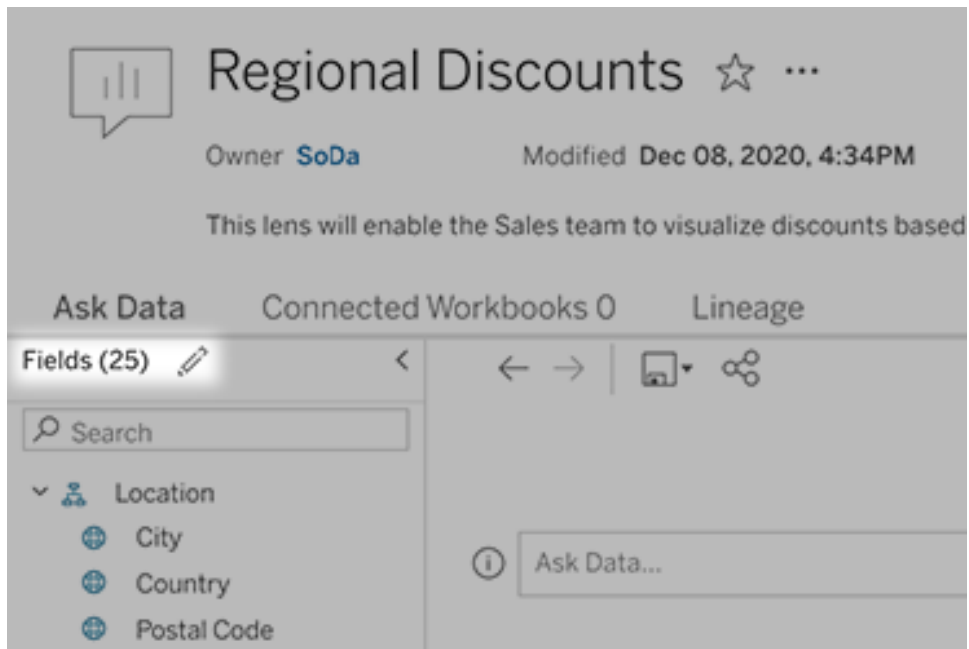 Regional Discounts ...
Owner SoDa Modified Dec 08, 2020, 4:34PM
This lens will enable the Sales team to visualize discounts based
Ask Data Connected Workbooks 0 Lineage
Fields (25)
Search
Location
City
Ask Data...
Country
Postal Code